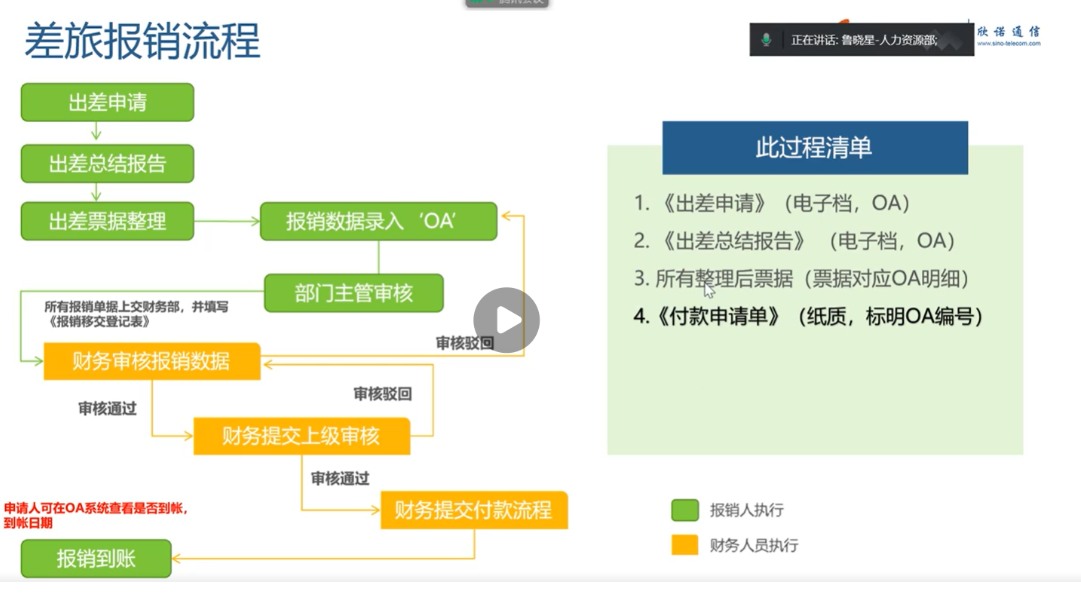 差旅报销流程
正在讲话: 鲁晓星-人力资源部;
欣诺通信
www.sino-telecom.com
出差申请
出差总结报告
出差票据整理
报销数据录入‘OA’
部门主管审核
所有报销单据上交财务部，并填写
《报销移交登记表》
审核驳回
财务审核报销数据
审核驳回
审核通过
财务提交上级审核
审核通过
财务提交付款流程
申请人可在OA系统查看是否到帐，
到帐日期
报销到账
此过程清单
1. 《出差申请》（电子档，OA）
2. 《出差总结报告》（电子档，OA）
3. 所有整理后票据（票据对应OA明细）
4.《付款申请单》（纸质，标明OA编号）
报销人执行
财务人员执行